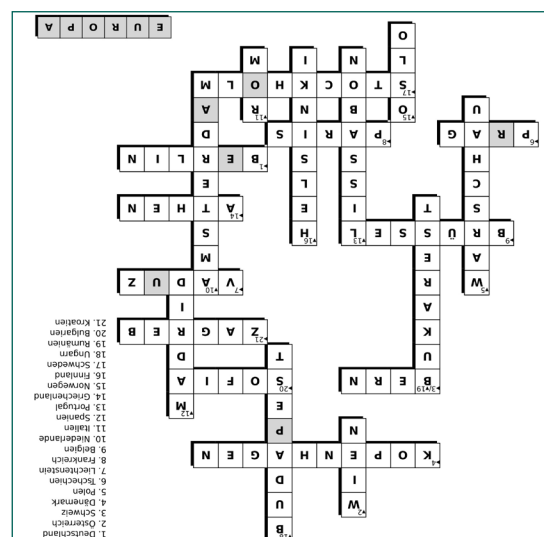 1. Deutschland
2. Österreich
3. Schweiz
4. Dänemark
5. Polen
6. Tschechien
7. Liechtenstein
8. Frankreich
9. Belgien
10. Niederlande
11. Italien
12. Spanien
13. Portugal
14. Griechenland
15. Norwegen
16. Finnland
17. Schweden
18. Ungarn
19. Rumänien
20. Bulgarien
21. Kroatien
WIEN
BUDAPEST
KOPENHAGEN
BERN
BUKAREST
SOFIA
MADRID
ZAGREB
VADUZ
AMSTERDAM
WARSCHAU
BRÜSSEL
LISSABON
HELSINKI
ATHEN
BERLIN
PRAG
PARIS
OSLO
ROM
STOCKHOLM
EUROPA